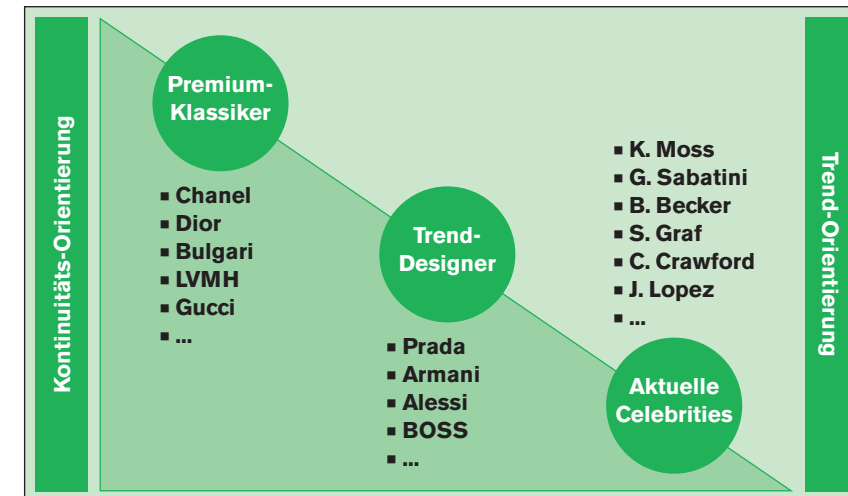 Kontinuitäts-Orientierung
Premium-
Klassiker
▪ Chanel
▪ Dior
▪ Bulgari
▪ LVMH
▪ Gucci
▪ ...
Trend-
Designer
▪ Prada
▪ Armani
▪ Alessi
▪ BOSS
▪ ...
▪ K. Moss
▪ G. Sabatini
▪ B. Becker
▪ S. Graf
▪ C. Crawford
▪ J. Lopez
▪ ...
Aktuelle
Celebrities
Trend-Orientierung